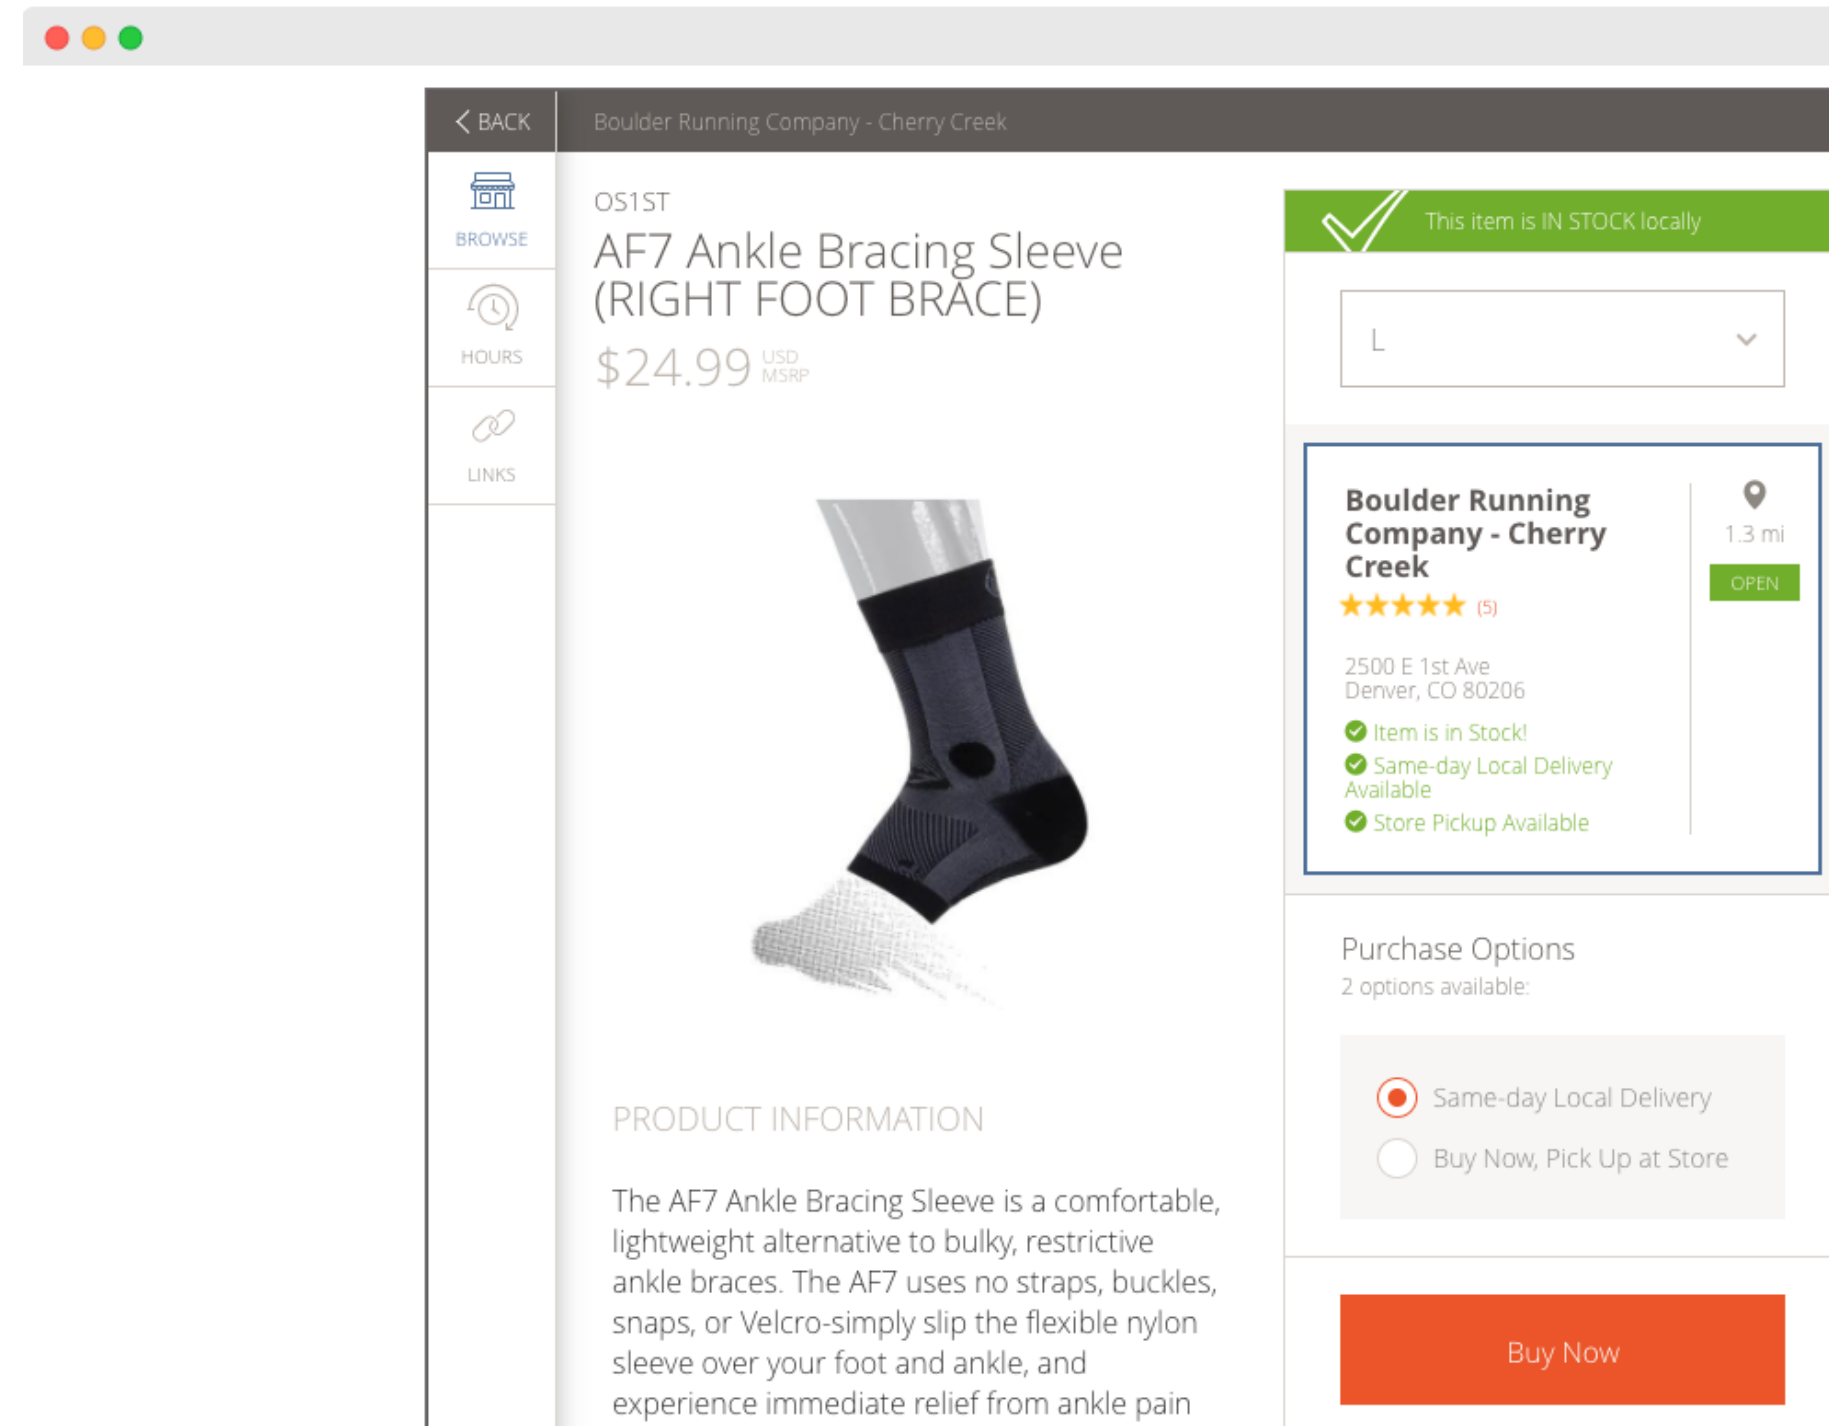 BACK
Boulder Running Company - Cherry Creek
BROWSE
HOURS
LINKS
OS1ST
AF7 Ankle Bracing Sleeve
(RIGHT FOOT BRACE)
$24.99 USD
MSRP
PRODUCT INFORMATION
The AF7 Ankle Bracing Sleeve is a comfortable,
lightweight alternative to bulky, restrictive
ankle braces. The AF7 uses no straps, buckles,
snaps, or Velcro-simply slip the flexible nylon
sleeve over your foot and ankle, and
experience immediate relief from ankle pain
This item is IN STOCK locally
L
Boulder Running
Company - Cherry
Creek
(5)
1.3 mi
OPEN
2500 E 1st Ave
Denver, CO 80206
Item is in Stock!
Same-day Local Delivery
Available
Store Pickup Available
Purchase Options
2 options available:
Same-day Local Delivery
Buy Now, Pick Up at Store
Buy Now